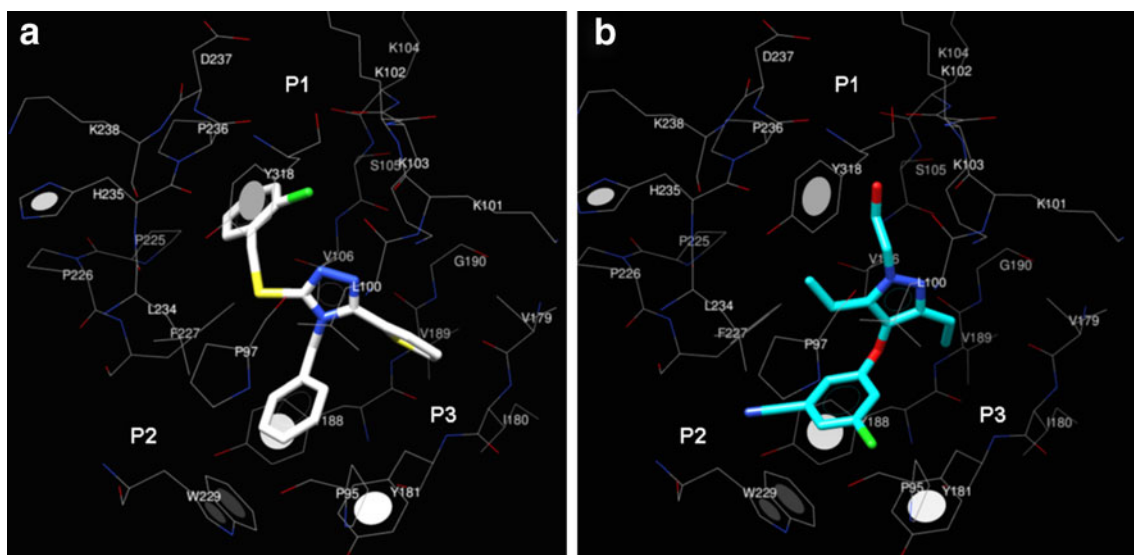 a
K104
D237
K102
P1
K238
P236
K103
Y318
S105
H235
K101
P225
V106
G190
P226
L100
L234
V179
F227
V189
P97
P3
188
I180
P2
W229
P95
Y181
b
K104
D237
K102
P1
K238
P236
K103
Y318
S105
H235
K101
P225
G190
P226
L100
L234
V179
F227
V189
P97
P3
188
I180
P2
W229
P95
Y181